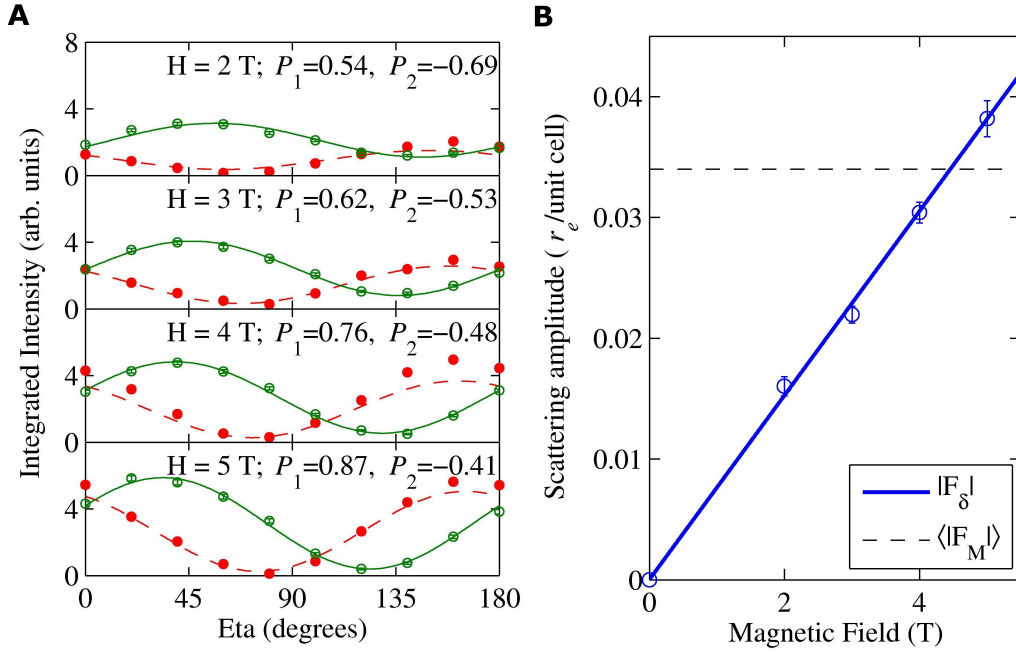 A
Integrated Intensity (arb. units)
8
4
0
H = 2 T; P1=0.54, P2=−0.69
4
0
H = 3 T; P1=0.62, P2=−0.53
4
0
H = 4 T; P1=0.76, P2=−0.48
4
0
H = 5 T; P1=0.87, P2=−0.41
0 45 90 135 180
Eta (degrees)
B
Scattering amplitude ( re/unit cell)
0.04
0.03
0.02
0.01
0
|Fδ|
⟨|FM|⟩
0 2 4
Magnetic Field (T)